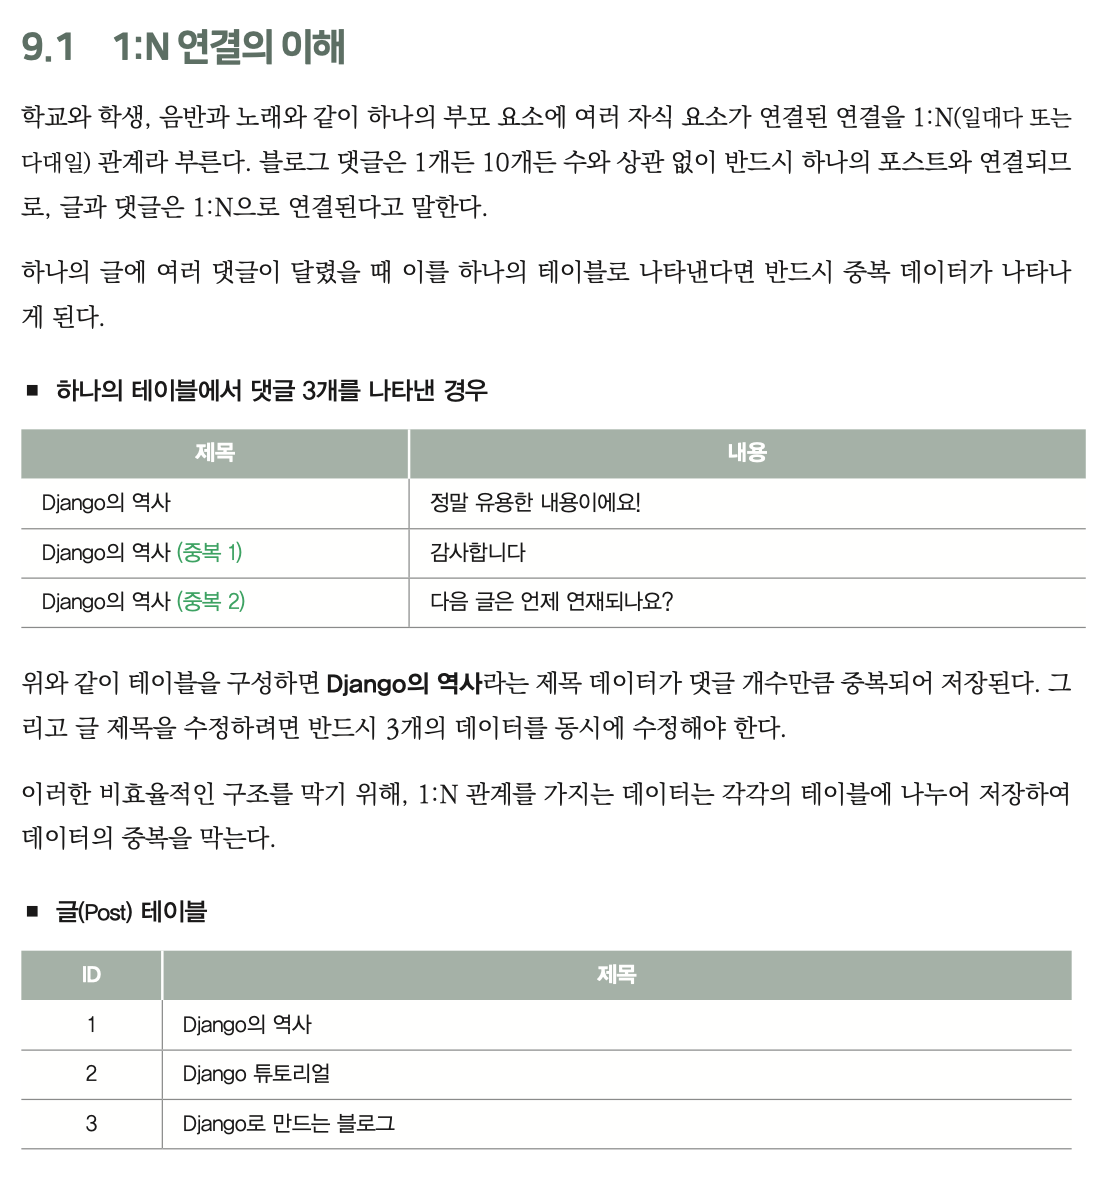 9.1 1:N 연결의 이해
학교와 학생, 음반과 노래와 같이 하나의 부모 요소에 여러 자식 요소가 연결된 연결을 1:N(일대다 또는
다대일) 관계라 부른다. 블로그 댓글은 1개든 10개든 수와 상관 없이 반드시 하나의 포스트와 연결되므
로, 글과 댓글은 1:N으로 연결된다고 말한다.
하나의 글에 여러 댓글이 달렸을 때 이를 하나의 테이블로 나타낸다면 반드시 중복 데이터가 나타나
게 된다.
■ 하나의 테이블에서 댓글 3개를 나타낸 경우
제목 내용
Django의 역사 정말 유용한 내용이에요!
Django의 역사 (중복 1) 감사합니다
Django의 역사 (중복 2) 다음 글은 언제 연재되나요?
위와 같이 테이블을 구성하면 Django의 역사라는 제목 데이터가 댓글 개수만큼 중복되어 저장된다. 그
리고 글 제목을 수정하려면 반드시 3개의 데이터를 동시에 수정해야 한다.
이러한 비효율적인 구조를 막기 위해, 1:N 관계를 가지는 데이터는 각각의 테이블에 나누어 저장하여
데이터의 중복을 막는다.
■ 글(Post) 테이블
ID 제목
1 Django의 역사
2 Django 튜토리얼
3 Django로 만드는 블로그